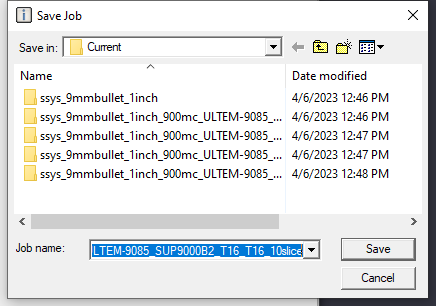 Save Job
Save in: Current
Name Date modified
ssys_9mmbullet_1inch 4/6/2023 12:46 PM
ssys_9mmbullet_1inch_900mc_ULTEM-9085_... 4/6/2023 12:46 PM
ssys_9mmbullet_1inch_900mc_ULTEM-9085_... 4/6/2023 12:47 PM
ssys_9mmbullet_1inch_900mc_ULTEM-9085_... 4/6/2023 12:47 PM
ssys_9mmbullet_1inch_900mc_ULTEM-9085_... 4/6/2023 12:48 PM
Job name: LTEM-9085_SUP9000B2_T16_T16_10slice Save
Cancel